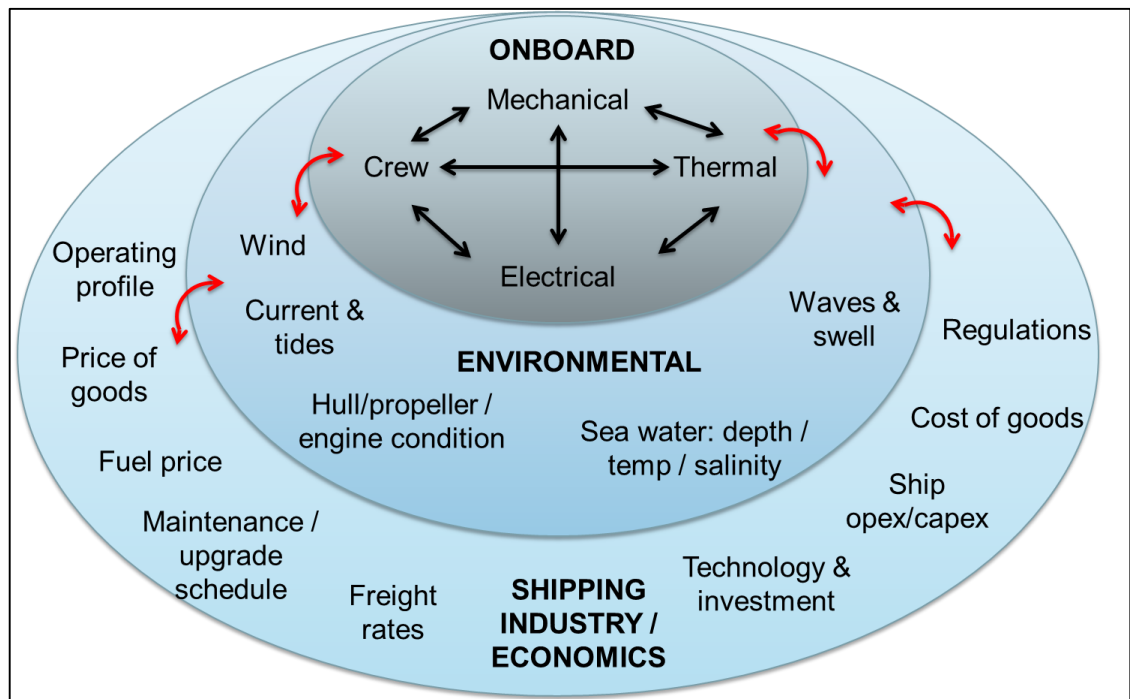 ONBOARD
Mechanical
Crew
Thermal
Electrical
Wind
Current &
tides
Waves &
swell
ENVIRONMENTAL
Hull/propeller /
engine condition
Sea water: depth /
temp / salinity
Operating
profile
Price of
goods
Fuel price
Maintenance /
upgrade
schedule
Freight
rates
SHIPPING
INDUSTRY /
ECONOMICS
Technology &
investment
Ship
opex/capex
Cost of goods
Regulations